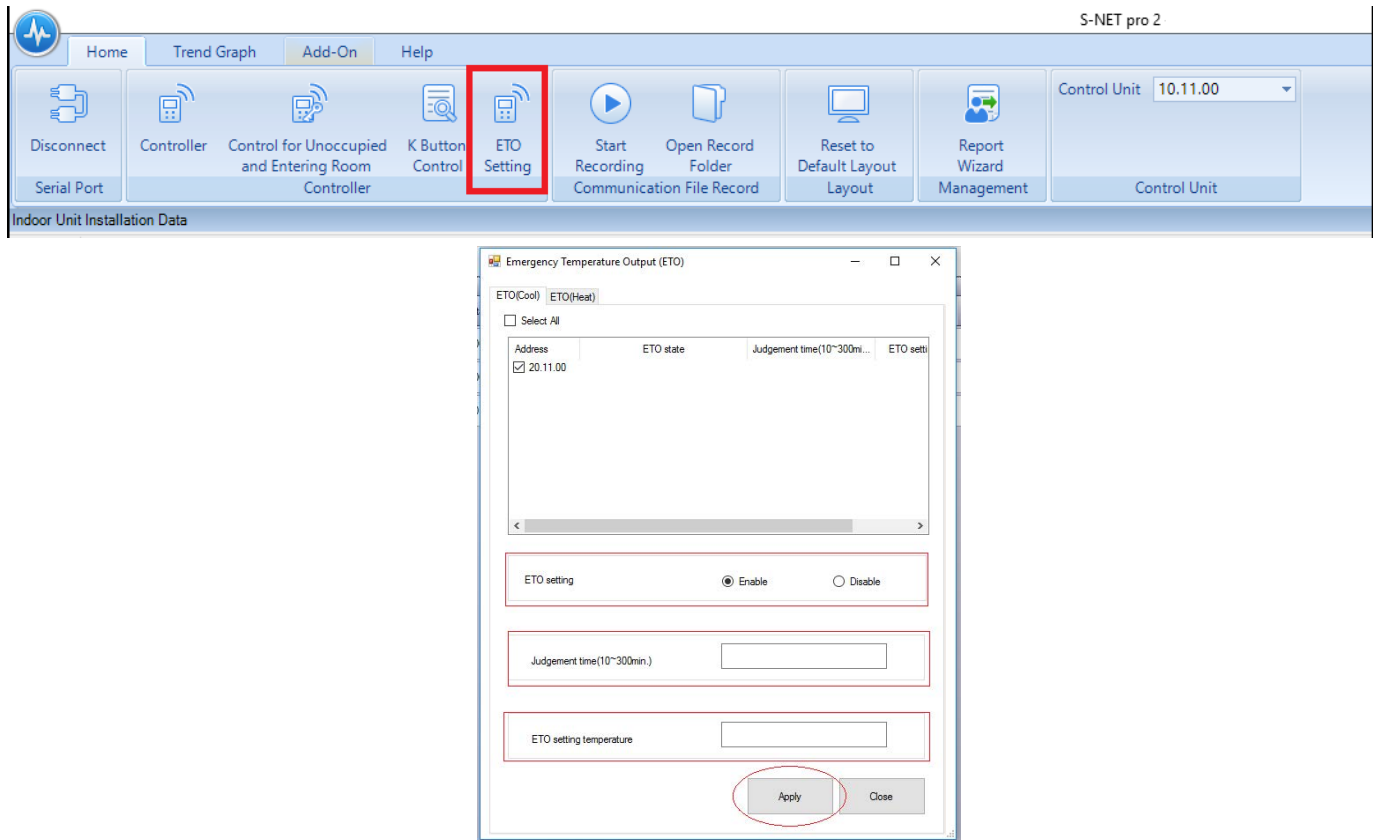 S-NET pro 2
Home Trend Graph Add-On Help
Disconnect
Serial Port
Controller
Control for Unoccupied
and Entering Room
K Button
Control
ETO
Setting
Controller
Start
Recording
Open Record
Folder
Communication File Record
Reset to
Default Layout
Layout
Report
Wizard
Management
Control Unit 10.11.00
Control Unit
Indoor Unit Installation Data
Emergency Temperature Output (ETO)
ETO(Cool) ETO(Heat)
Select All
Address ETO state Judgement time(10~300mi... ETO setti
20.11.00
ETO setting Enable Disable
Judgement time(10~300min.)
ETO setting temperature
Apply Close